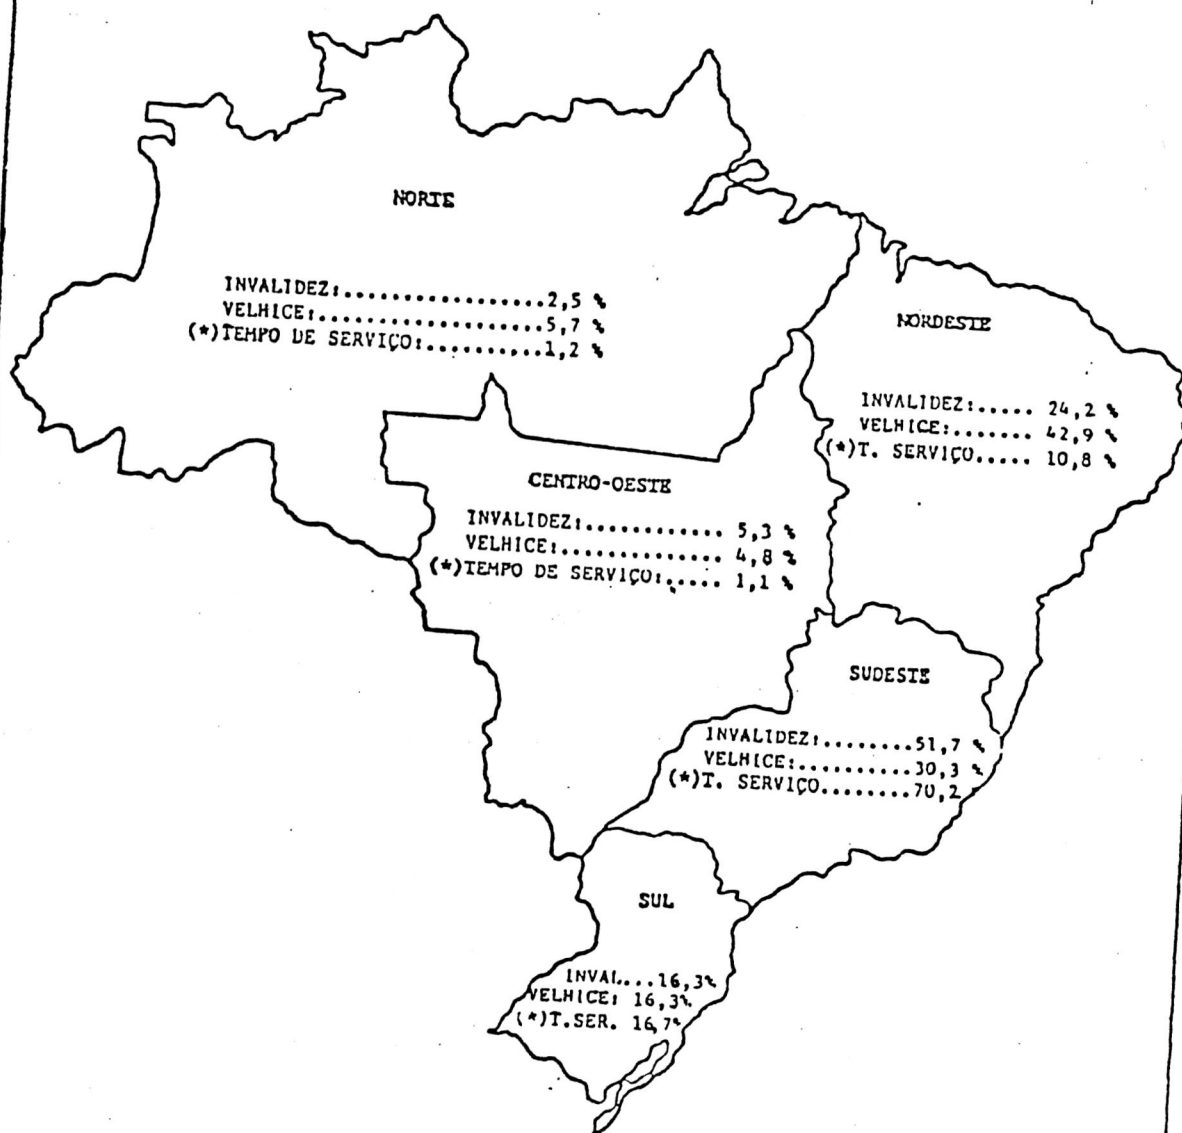 NORTE
INVALIDEZ:.................2,5 %
VELHICE:...................5,7 %
(*)TEMPO DE SERVIÇO:..........1,2 %
NORDESTE
INVALIDEZ:..... 24,2 %
VELHICE:....... 42,9 %
(*)T. SERVIÇO..... 10,8 %
CENTRO-OESTE
INVALIDEZ:............ 5,3 %
VELHICE:.............. 4,8 %
(*)TEMPO DE SERVIÇO:..... 1,1 %
SUDESTE
INVALIDEZ:........51,7 %
VELHICE:..........30,3 %
(*)T. SERVIÇO........70,2
SUL
INVAL...16,3%
VELHICE: 16,3%
(*)T.SER. 16,7%